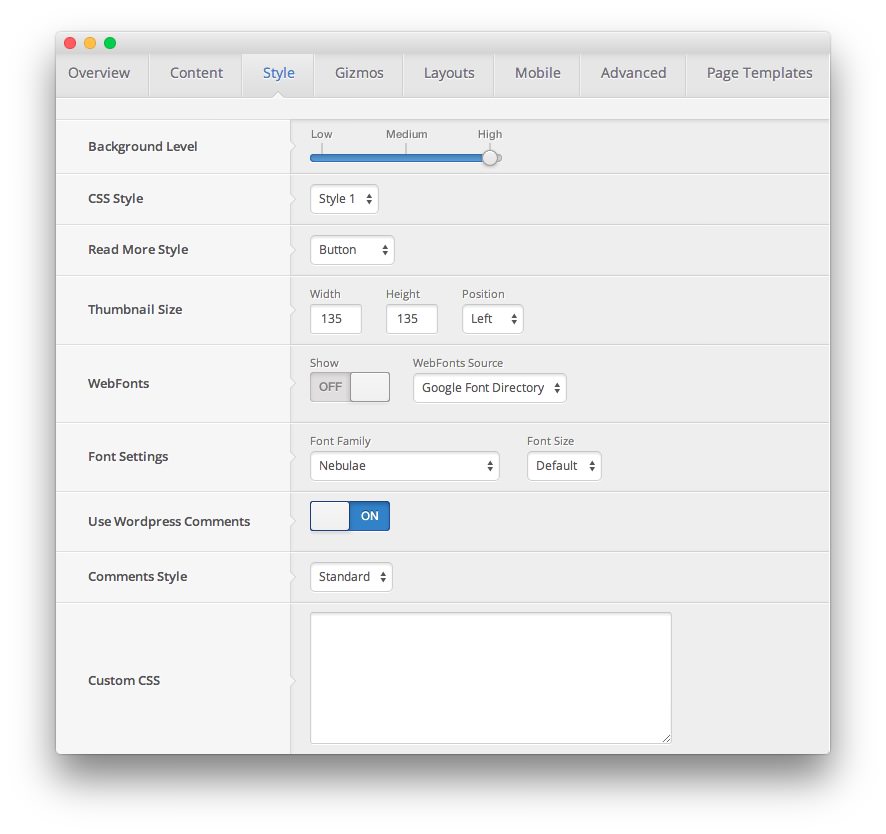 Overview Content Style Gizmos Layouts Mobile Advanced Page Templates
Low Medium High
Background Level
CSS Style Style 1
Read More Style Button
Width Height Position
Thumbnail Size 135 135 Left
Show WebFonts Source
WebFonts OFF Google Font Directory
Font Family Font Size
Font Settings Nebulae Default
Use Wordpress Comments ON
Comments Style Standard
Custom CSS